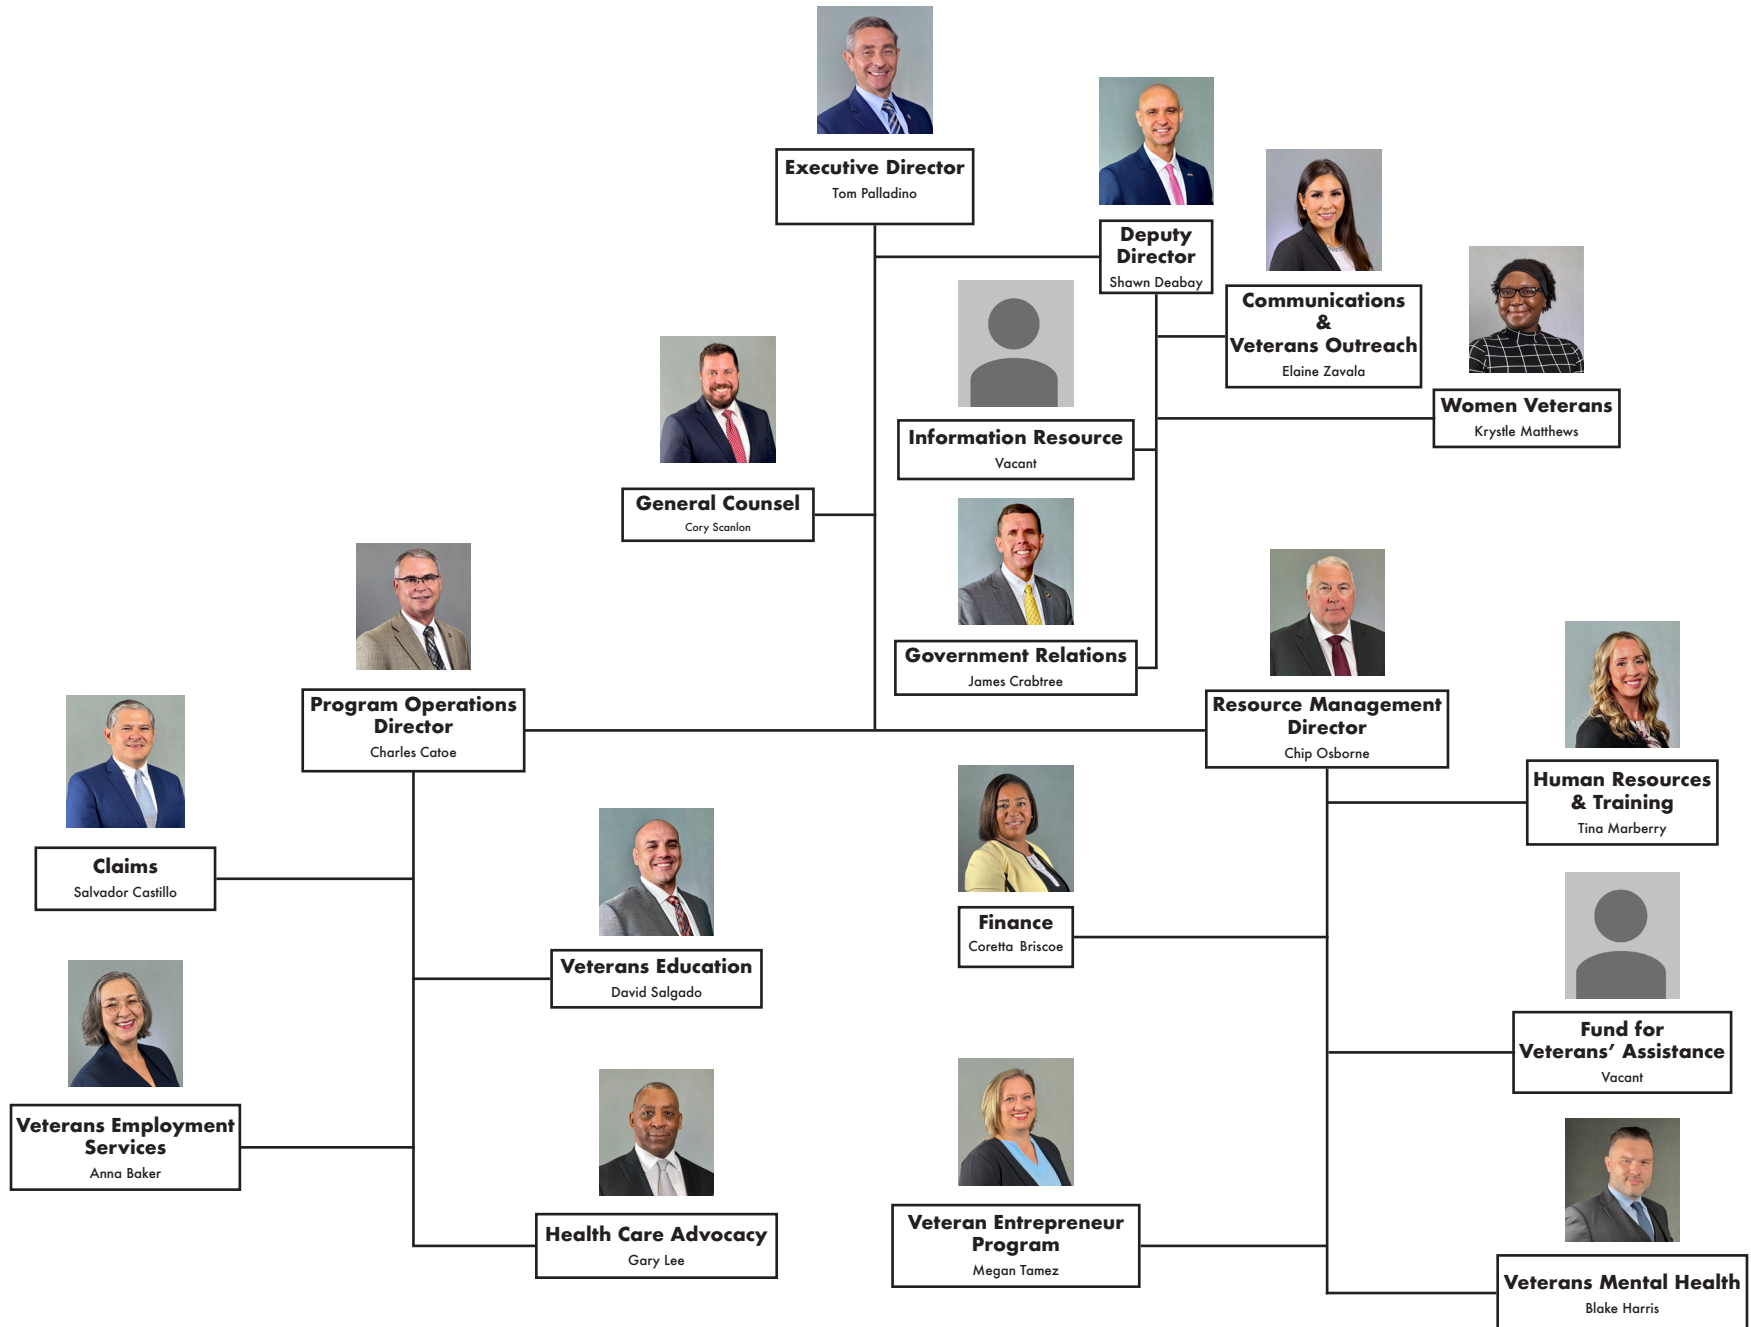 Executive Director
Tom Palladino
Deputy
Director
Shawn Deabay
Communications
&
Veterans Outreach
Elaine Zavala
Women Veterans
Krystle Matthews
Information Resource
Vacant
General Counsel
Cory Scanlon
Government Relations
James Crabtree
Program Operations
Director
Charles Catoe
Resource Management
Director
Chip Osborne
Human Resources
& Training
Tina Marberry
Claims
Salvador Castillo
Finance
Coretta Briscoe
Veterans Education
David Salgado
Fund for
Veterans’ Assistance
Vacant
Veterans Employment
Services
Anna Baker
Health Care Advocacy
Gary Lee
Veteran Entrepreneur
Program
Megan Tamez
Veterans Mental Health
Blake Harris